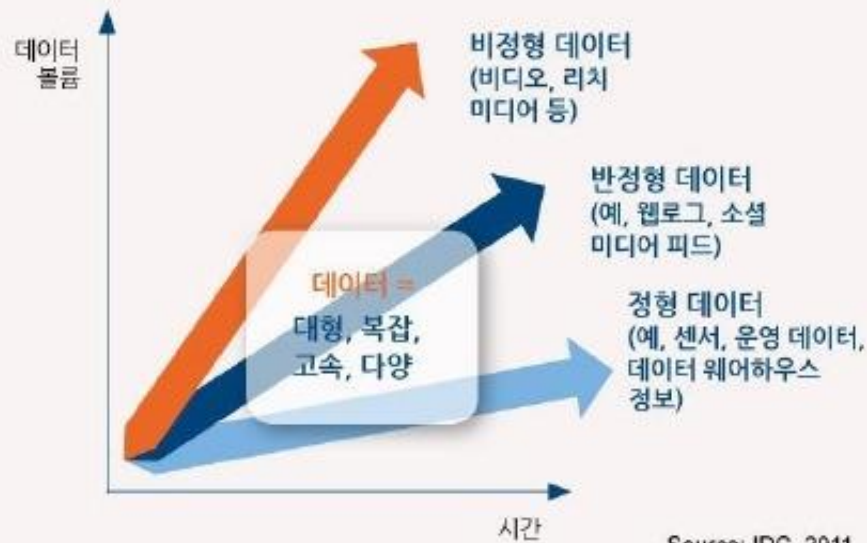 데이터
볼륨
비정형 데이터
(비디오, 리치
미디어 등)
반정형 데이터
(예, 웹로그, 소셜
미디어 피드)
데이터 =
대형, 복잡,
고속, 다양
정형 데이터
(예, 센서, 운영 데이터,
데이터 웨어하우스
정보)
시간
Source: IDC, 2011